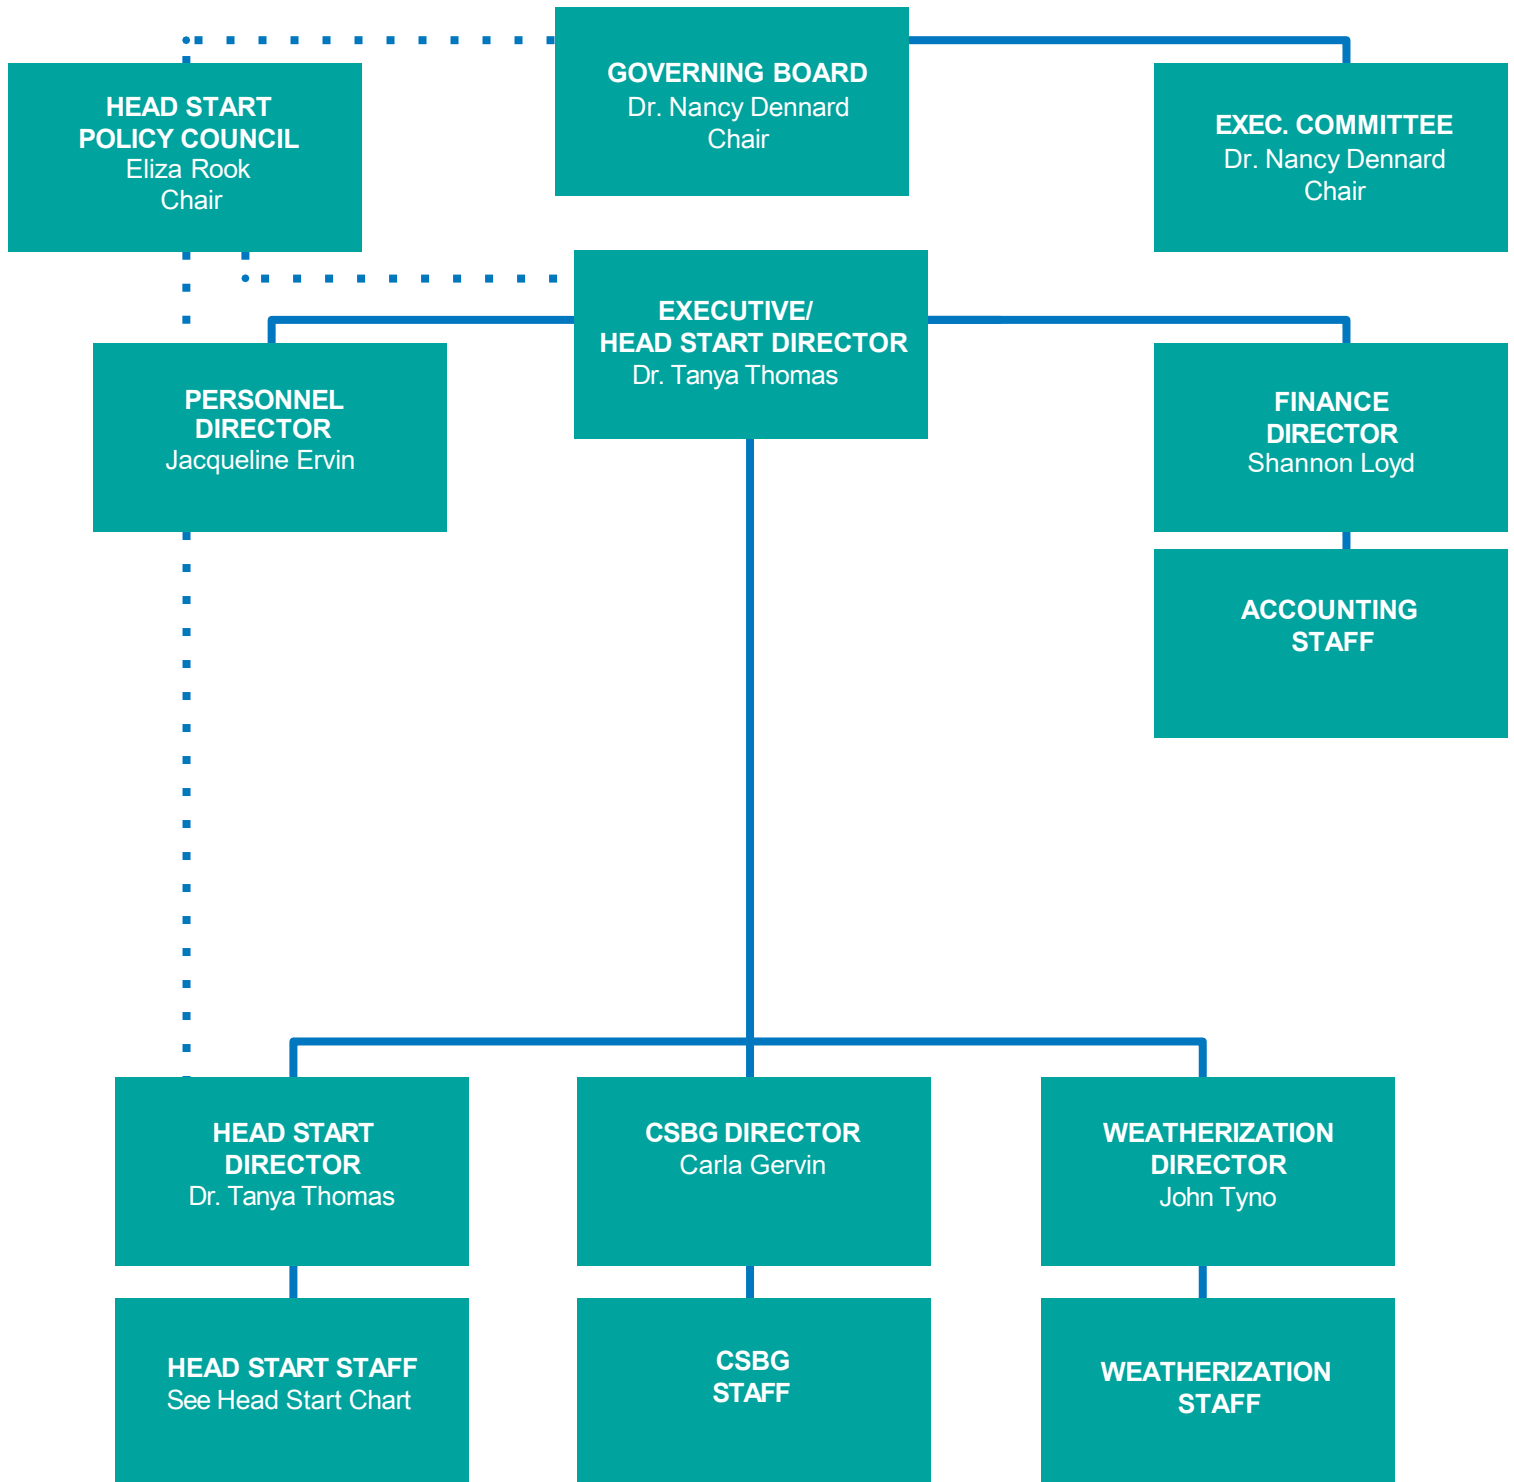 GOVERNING BOARD
Dr. Nancy Dennard
Chair
HEAD START
POLICY COUNCIL
Eliza Rook
Chair
EXEC. COMMITTEE
Dr. Nancy Dennard
Chair
EXECUTIVE/
HEAD START DIRECTOR
Dr. Tanya Thomas
PERSONNEL
DIRECTOR
Jacqueline Ervin
FINANCE
DIRECTOR
Shannon Loyd
ACCOUNTING
STAFF
HEAD START
DIRECTOR
Dr. Tanya Thomas
CSBG DIRECTOR
Carla Gervin
WEATHERIZATION
DIRECTOR
John Tyno
HEAD START STAFF
See Head Start Chart
CSBG
STAFF
WEATHERIZATION
STAFF